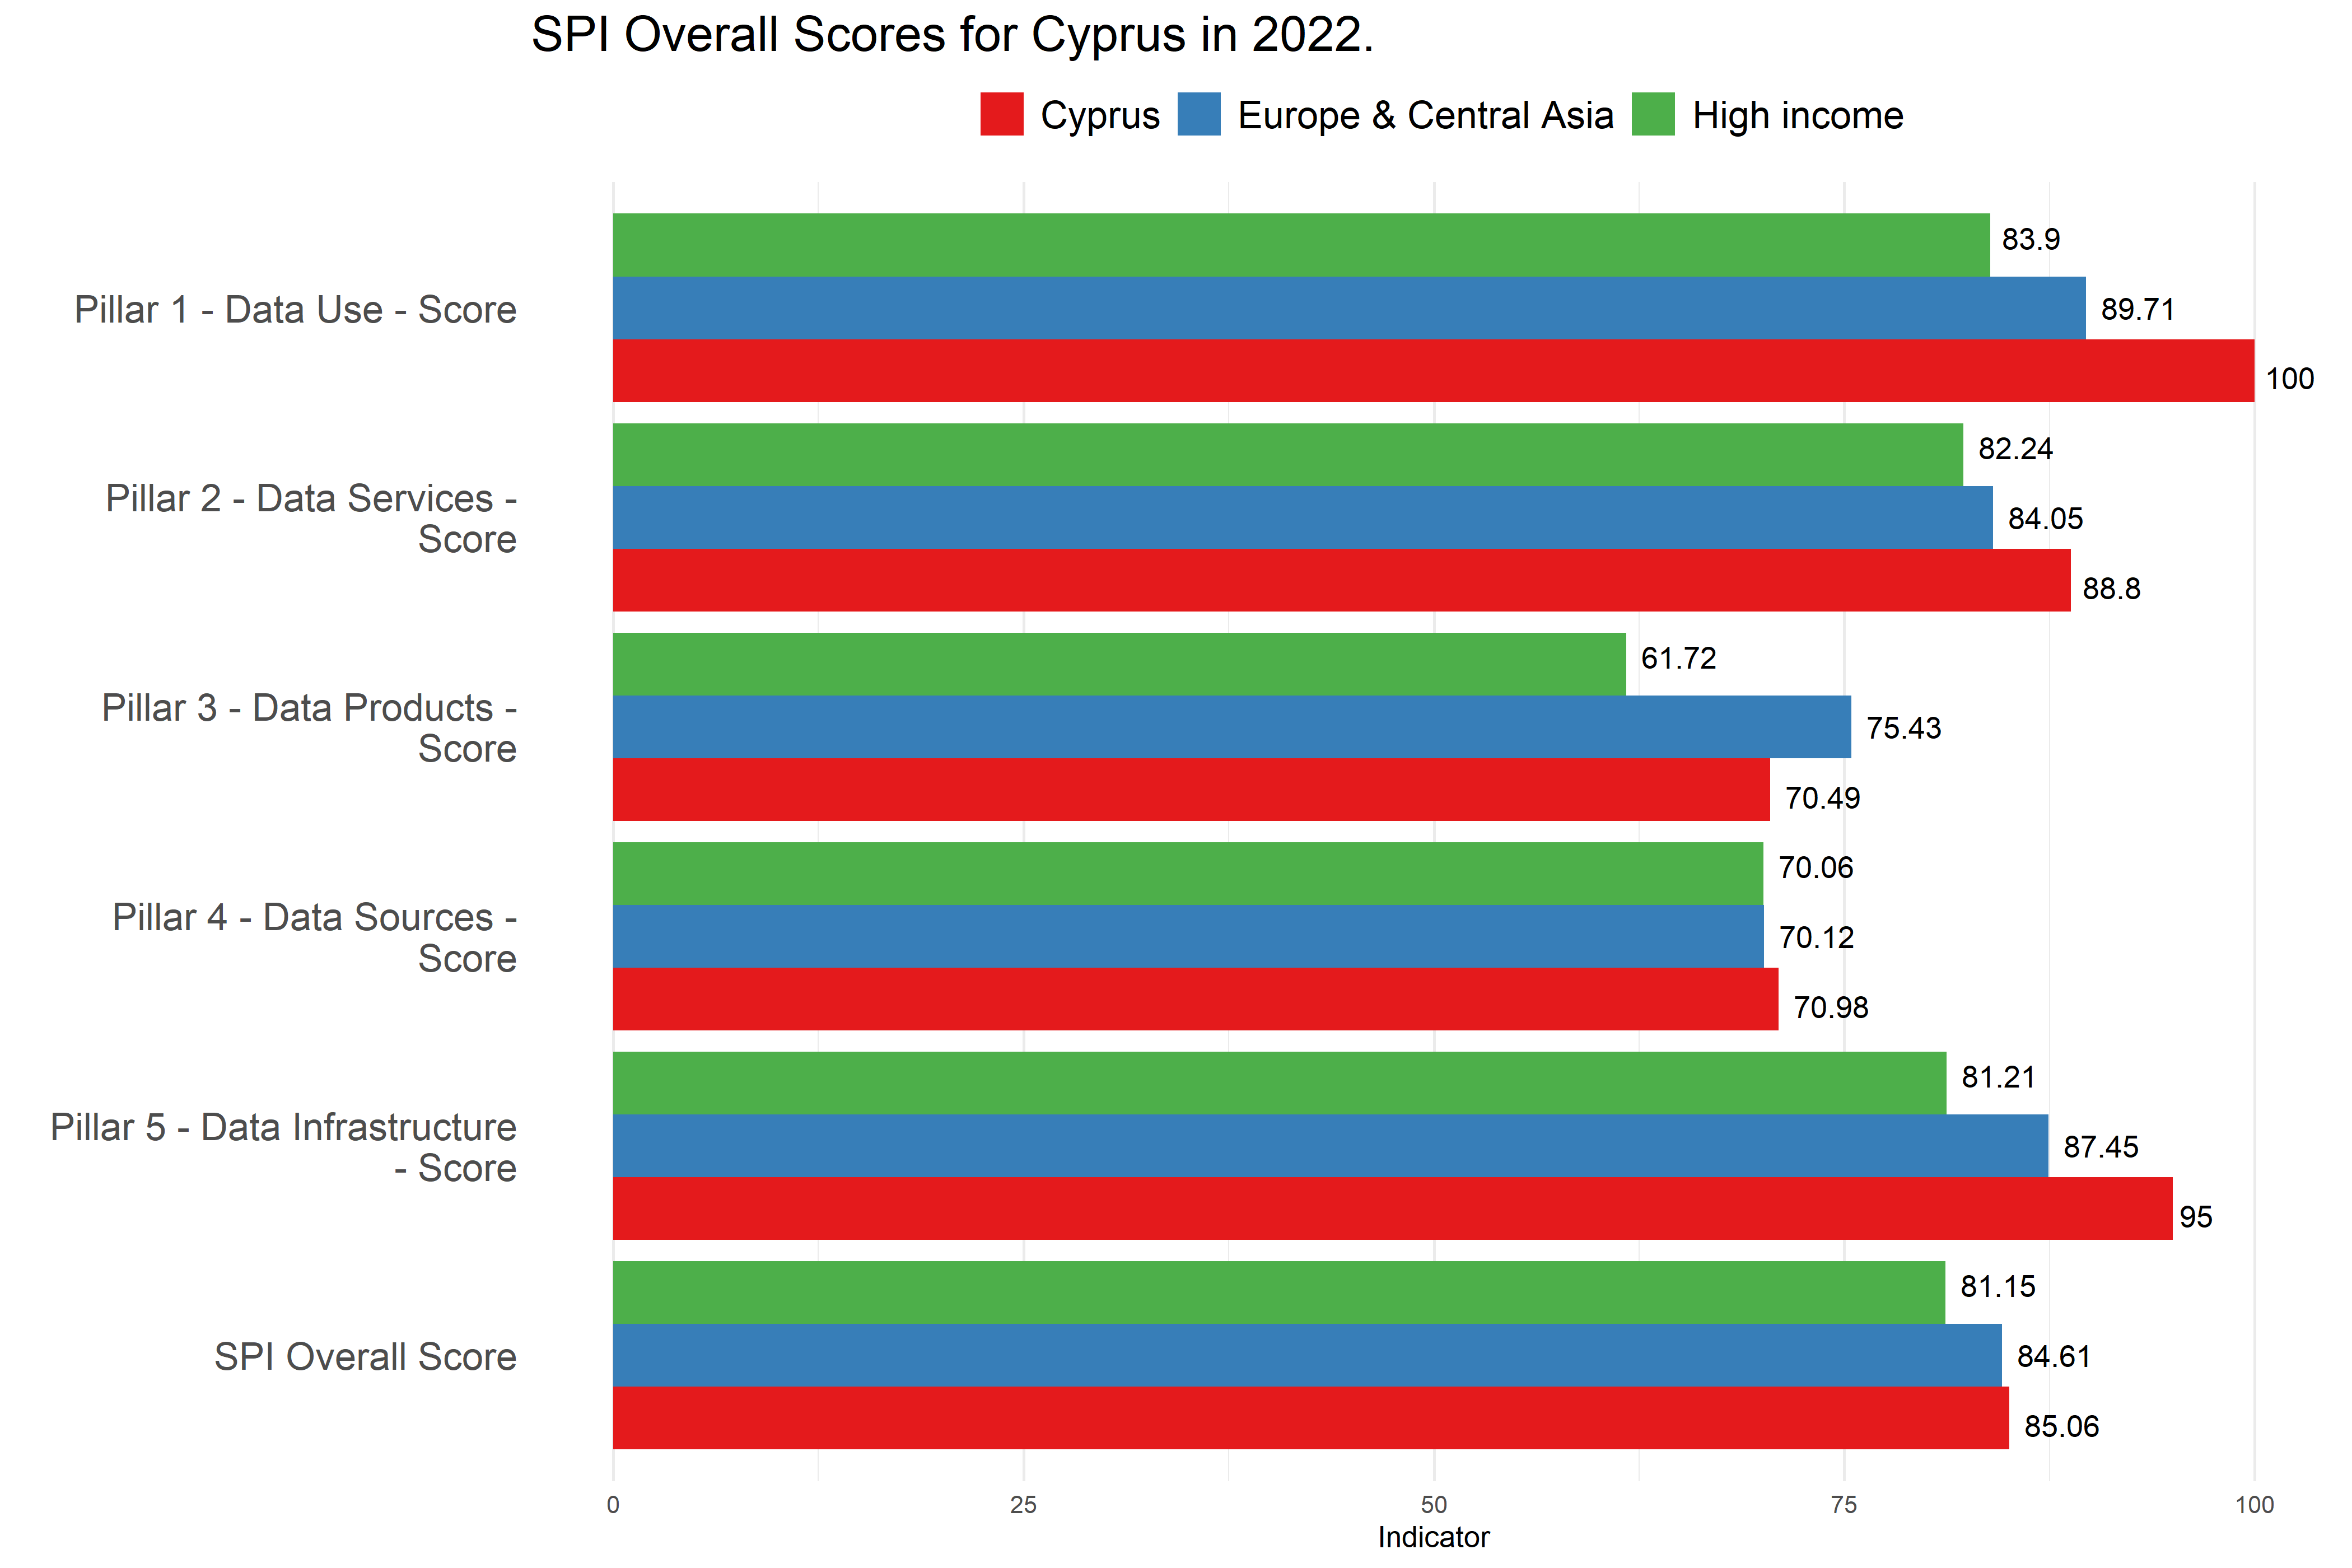 SPI Overall Scores for Cyprus in 2022.
Cyprus Europe & Central Asia High income
Pillar 1 - Data Use - Score
83.9
89.71
100
Pillar 2 - Data Services -
Score
82.24
84.05
88.8
Pillar 3 - Data Products -
Score
61.72
75.43
70.49
Pillar 4 - Data Sources -
Score
70.06
70.12
70.98
Pillar 5 - Data Infrastructure
- Score
81.21
87.45
95
SPI Overall Score
81.15
84.61
85.06
0 25 50 75 100
Indicator